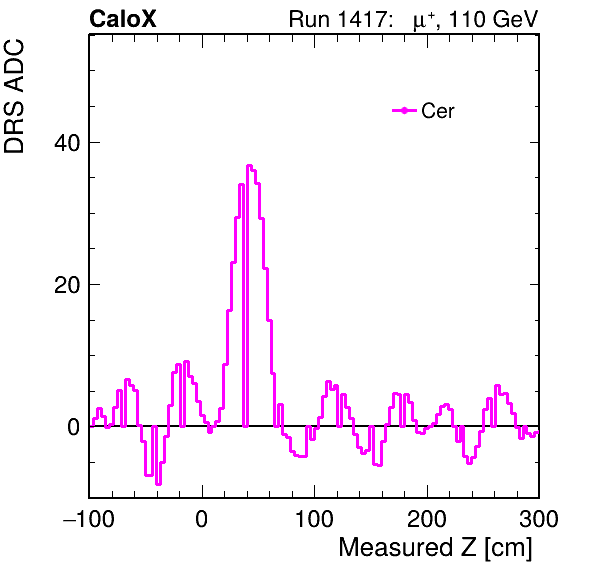 CaloX Run 1417: μ⁺, 110 GeV
DRS ADC
Cer
40
20
0
−100 0 100 200 300
Measured Z [cm]